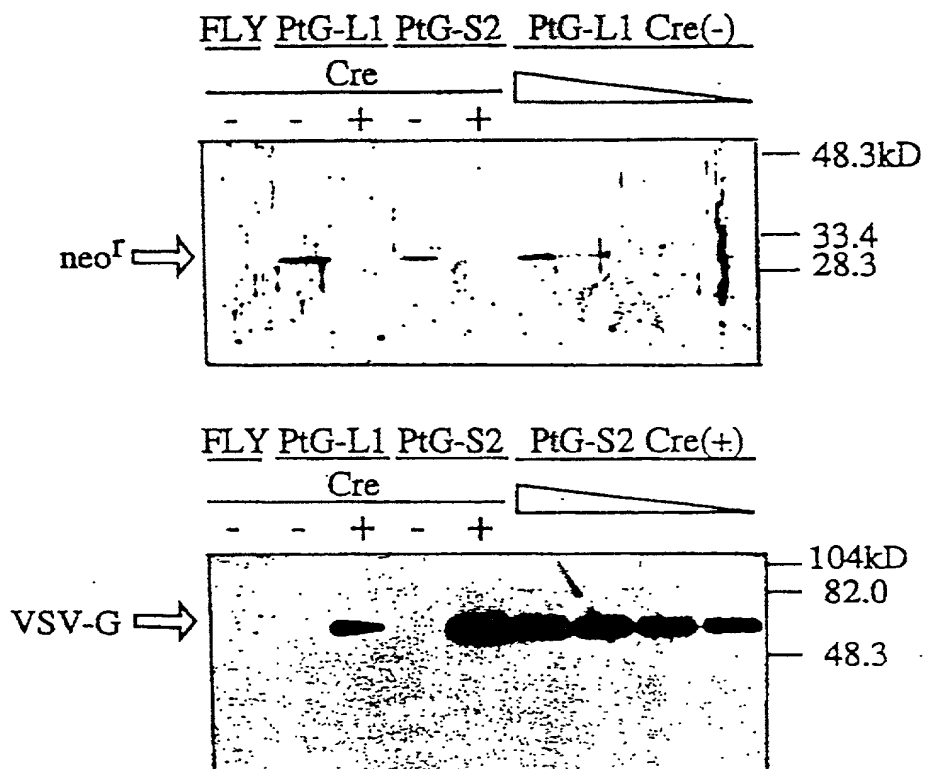 FLY PtG-L1 PtG-S2 PtG-L1 Cre(-)
Cre
- - + - +
48.3kD
neoʳ
33.4
28.3
FLY PtG-L1 PtG-S2 PtG-S2 Cre(+)
Cre
- - + - +
104kD
82.0
VSV-G
48.3